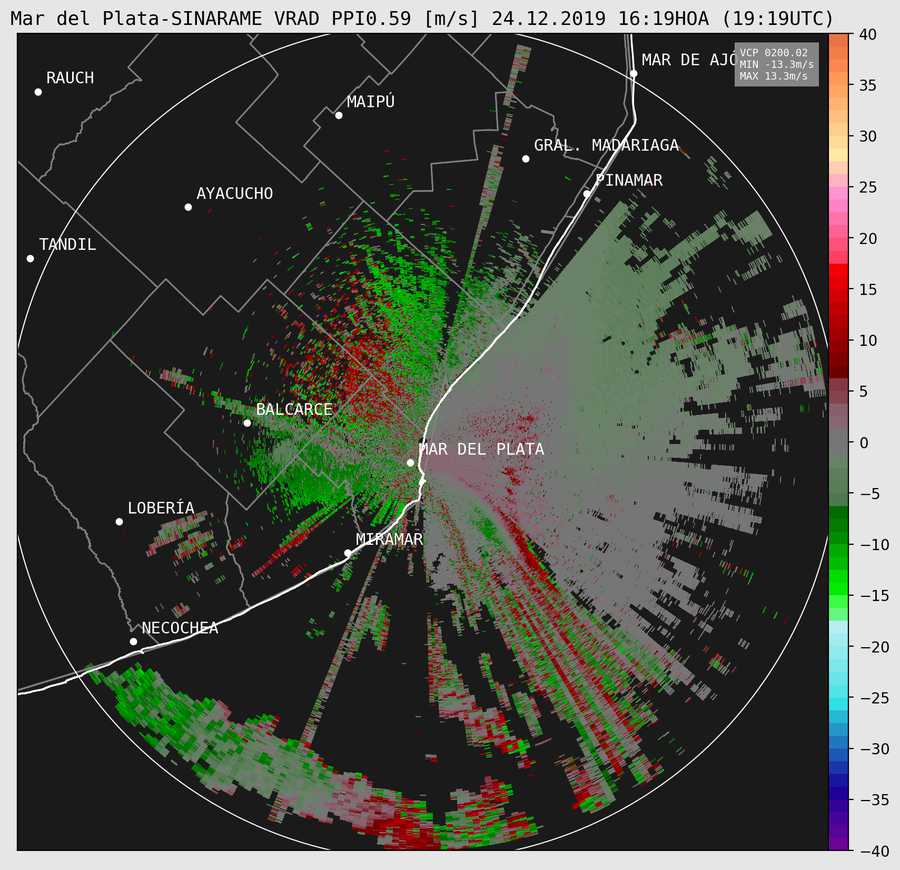 Mar del Plata-SINARAME VRAD PPI0.59 [m/s] 24.12.2019 16:19HOA (19:19UTC)
VCP 0200.02
MIN -13.3m/s
MAX 13.3m/s
MAR DE AJÓ
RAUCH
MAIPÚ
GRAL. MADARIAGA
PINAMAR
AYACUCHO
TANDIL
BALCARCE
MAR DEL PLATA
LOBERÍA
MIRAMAR
NECOCHEA
40
35
30
25
20
15
10
5
0
−5
−10
−15
−20
−25
−30
−35
−40